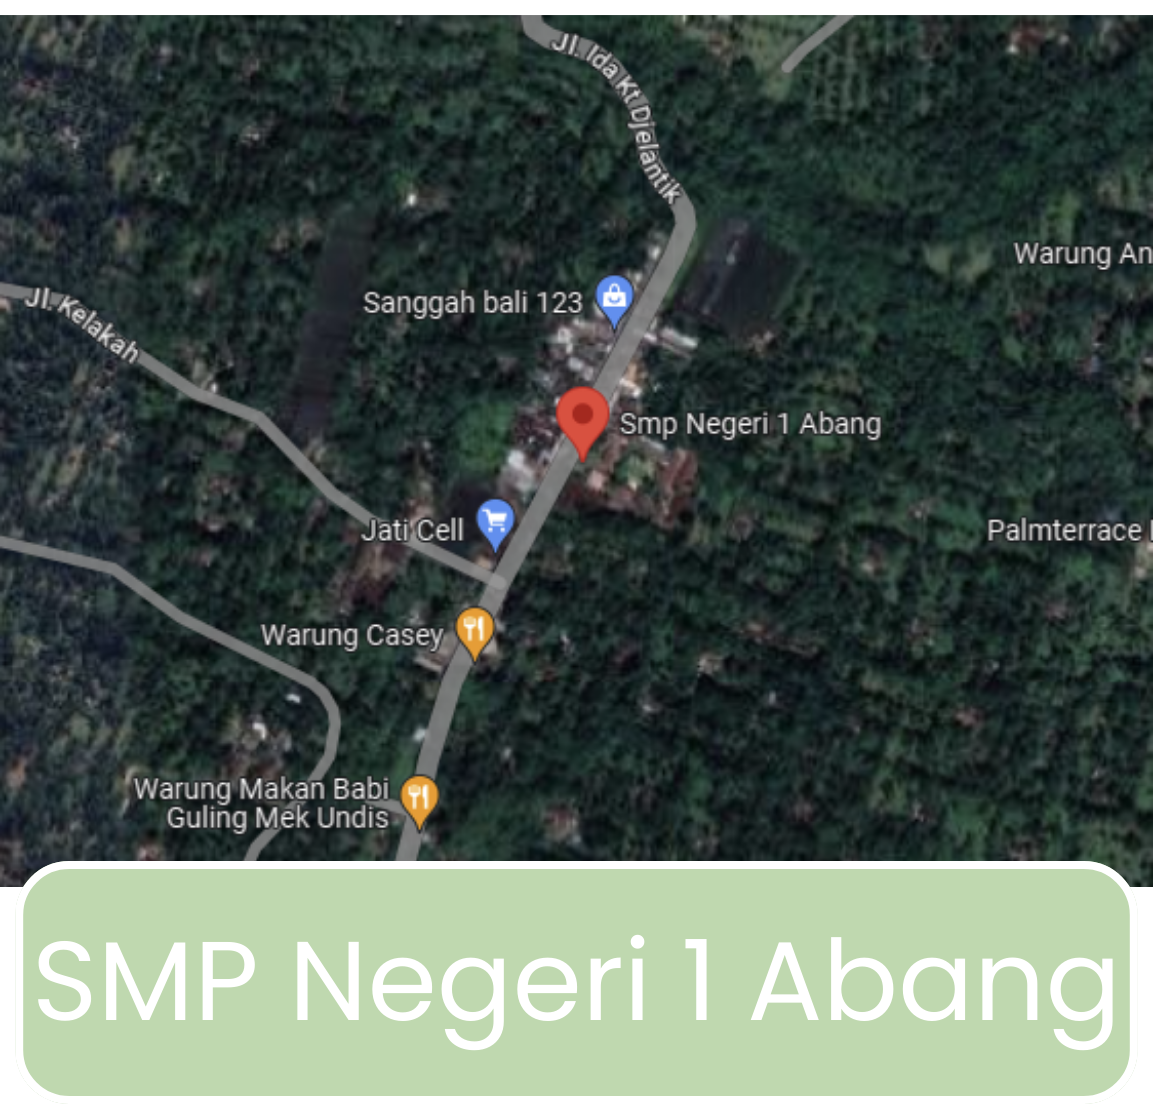 Jl. Ida Kt Djelantik
Warung An
Sanggah bali 123
Jl. Kelakah
Smp Negeri 1 Abang
Jati Cell
Palmterrace
Warung Casey
Warung Makan Babi
Guling Mek Undis
SMP Negeri 1 Abang